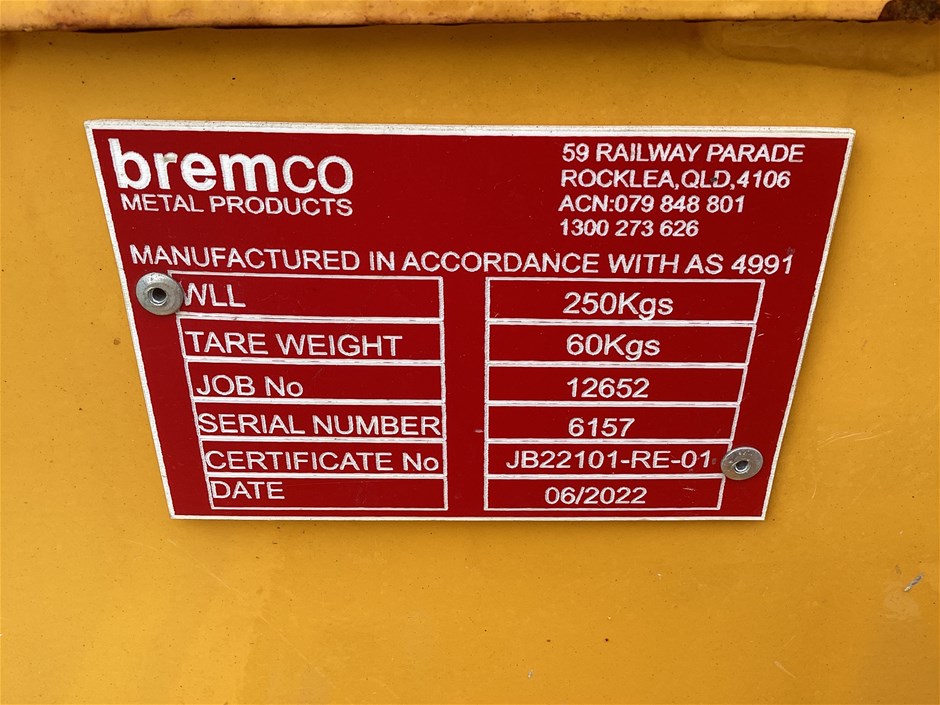 bremco
METAL PRODUCTS
59 RAILWAY PARADE
ROCKLEA,QLD,4106
ACN:079 848 801
1300 273 626
MANUFACTURED IN ACCORDANCE WITH AS 4991
WLL 250Kgs
TARE WEIGHT 60Kgs
JOB No 12652
SERIAL NUMBER 6157
CERTIFICATE No JB22101-RE-01
DATE 06/2022